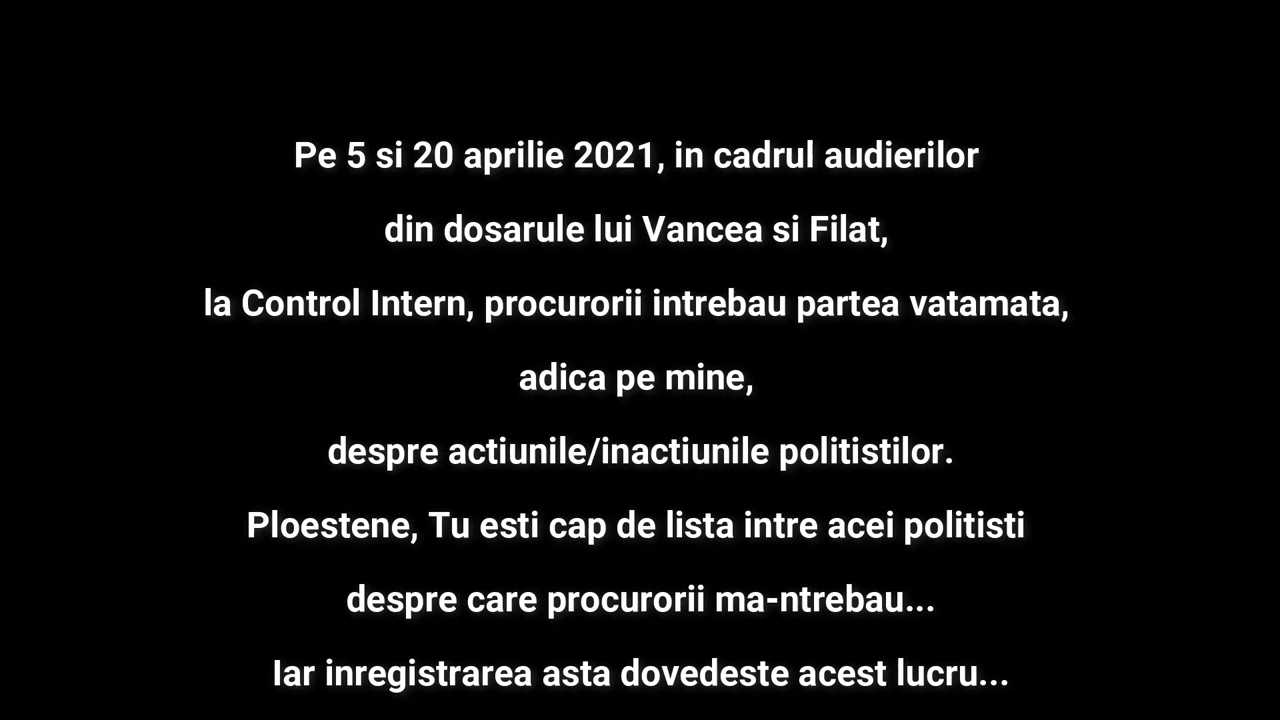 Pe 5 si 20 aprilie 2021, in cadrul audierilor
din dosarule lui Vancea si Filat,
la Control Intern, procurorii intrebau partea vatamata,
adica pe mine,
despre actiunile/inactiunile politistilor.
Ploestene, Tu esti cap de lista intre acei politisti
despre care procurorii ma-ntrebau...
Iar inregistrarea asta dovedeste acest lucru...